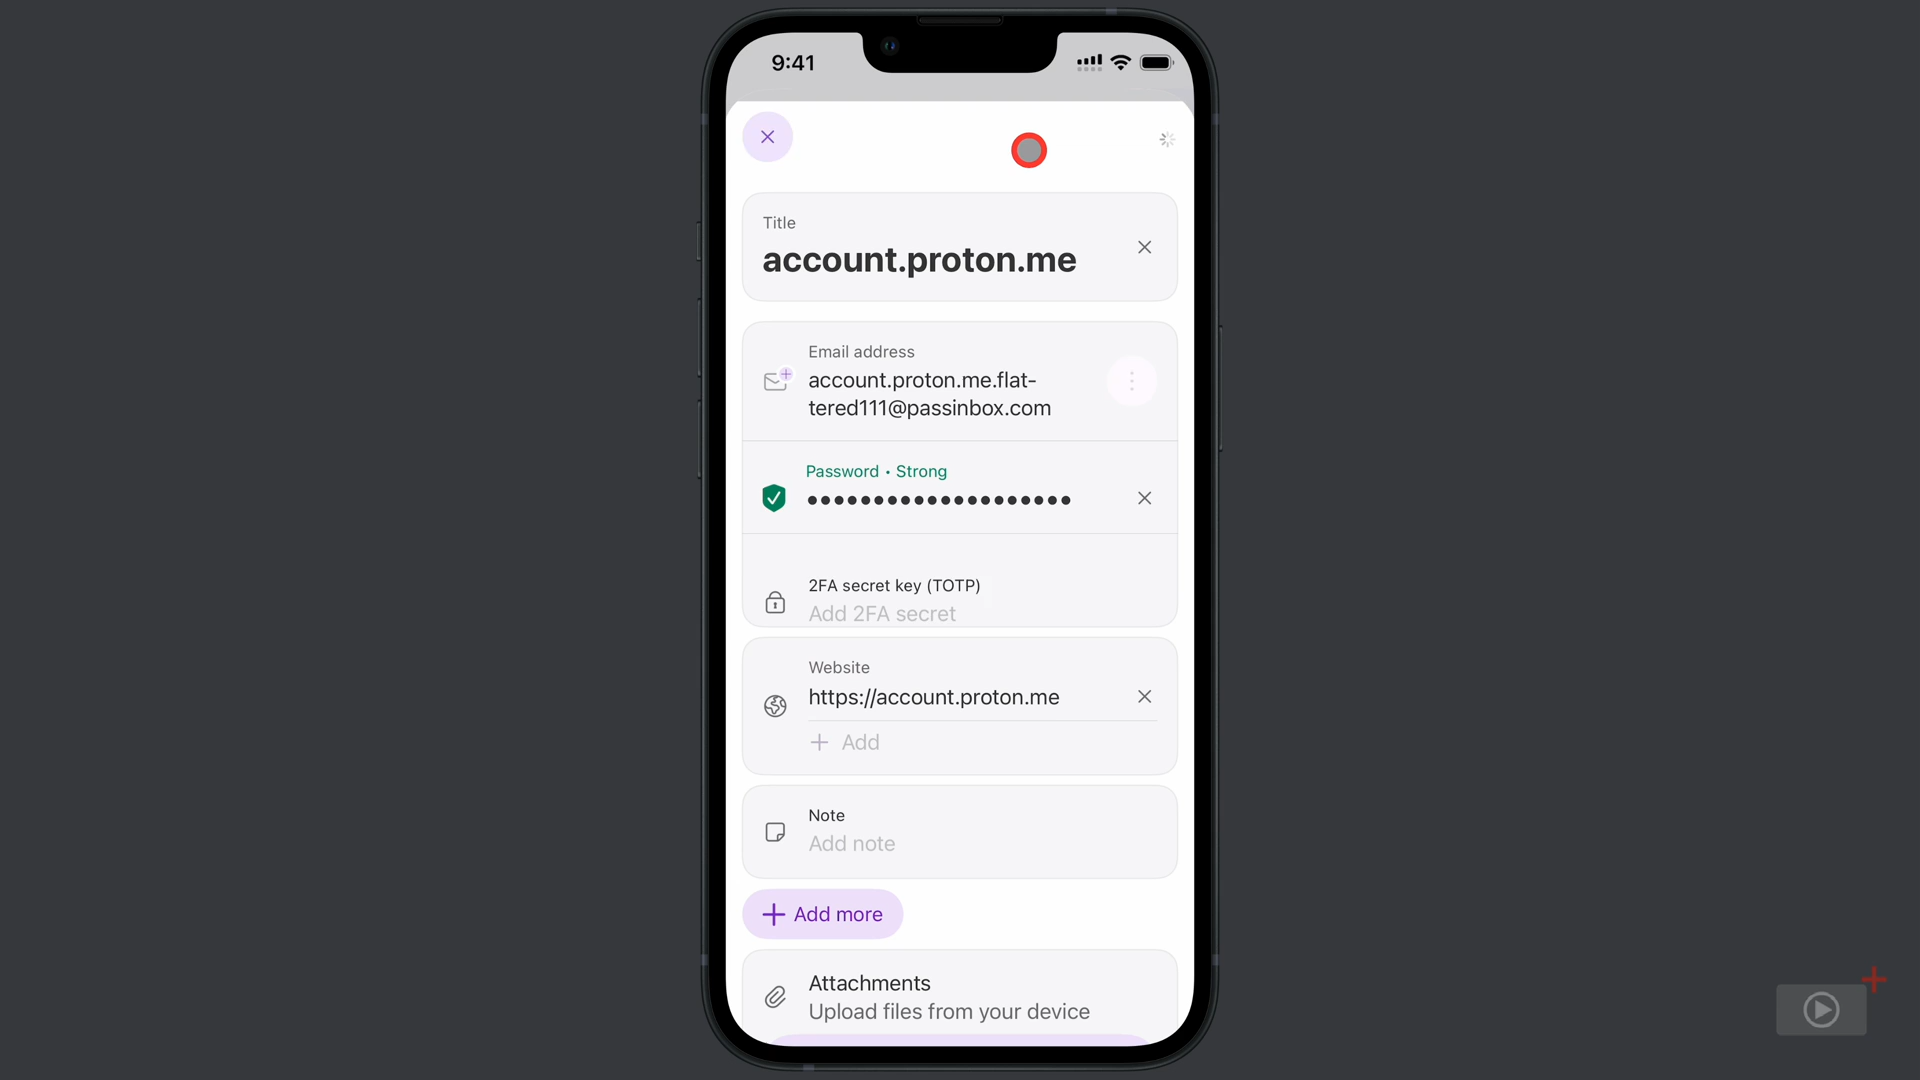 9:41
Title
account.proton.me
Email address
account.proton.me.flat-
tered111@passinbox.com
Password • Strong
2FA secret key (TOTP)
Add 2FA secret
Website
https://account.proton.me
Add
Note
Add note
Add more
Attachments
Upload files from your device